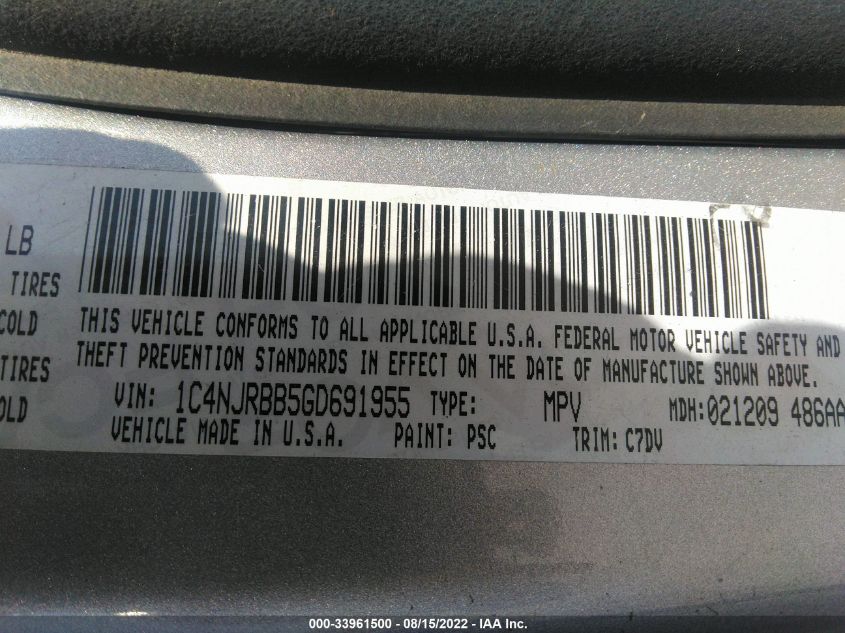 LB
TIRES
COLD
TIRES
OLD
THIS VEHICLE CONFORMS TO ALL APPLICABLE U.S.A. FEDERAL MOTOR VEHICLE SAFETY AND
THEFT PREVENTION STANDARDS IN EFFECT ON THE DATE OF MANUFACTURE SHOWN ABOVE.
VIN: 1C4NJRBB5GD691955 TYPE: MPV MDH:021209 486AA
VEHICLE MADE IN U.S.A. PAINT: PSC TRIM: C7DV
000-33961500 - 08/15/2022 - IAA Inc.